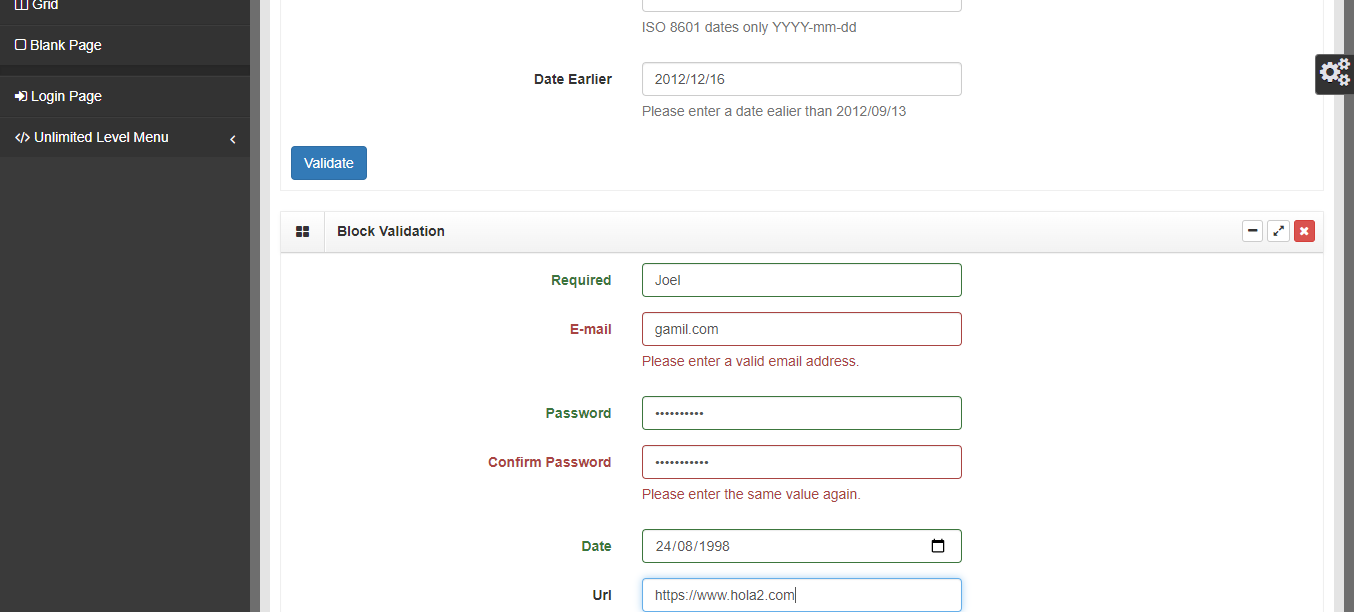 Grid
Blank Page
Login Page
</> Unlimited Level Menu
ISO 8601 dates only YYYY-mm-dd
Date Earlier 2012/12/16
Please enter a date ealier than 2012/09/13
Validate
Block Validation
Required Joel
E-mail gamil.com
Please enter a valid email address.
Password ••••••••••
Confirm Password •••••••••••
Please enter the same value again.
Date 24/08/1998
Url https://www.hola2.com